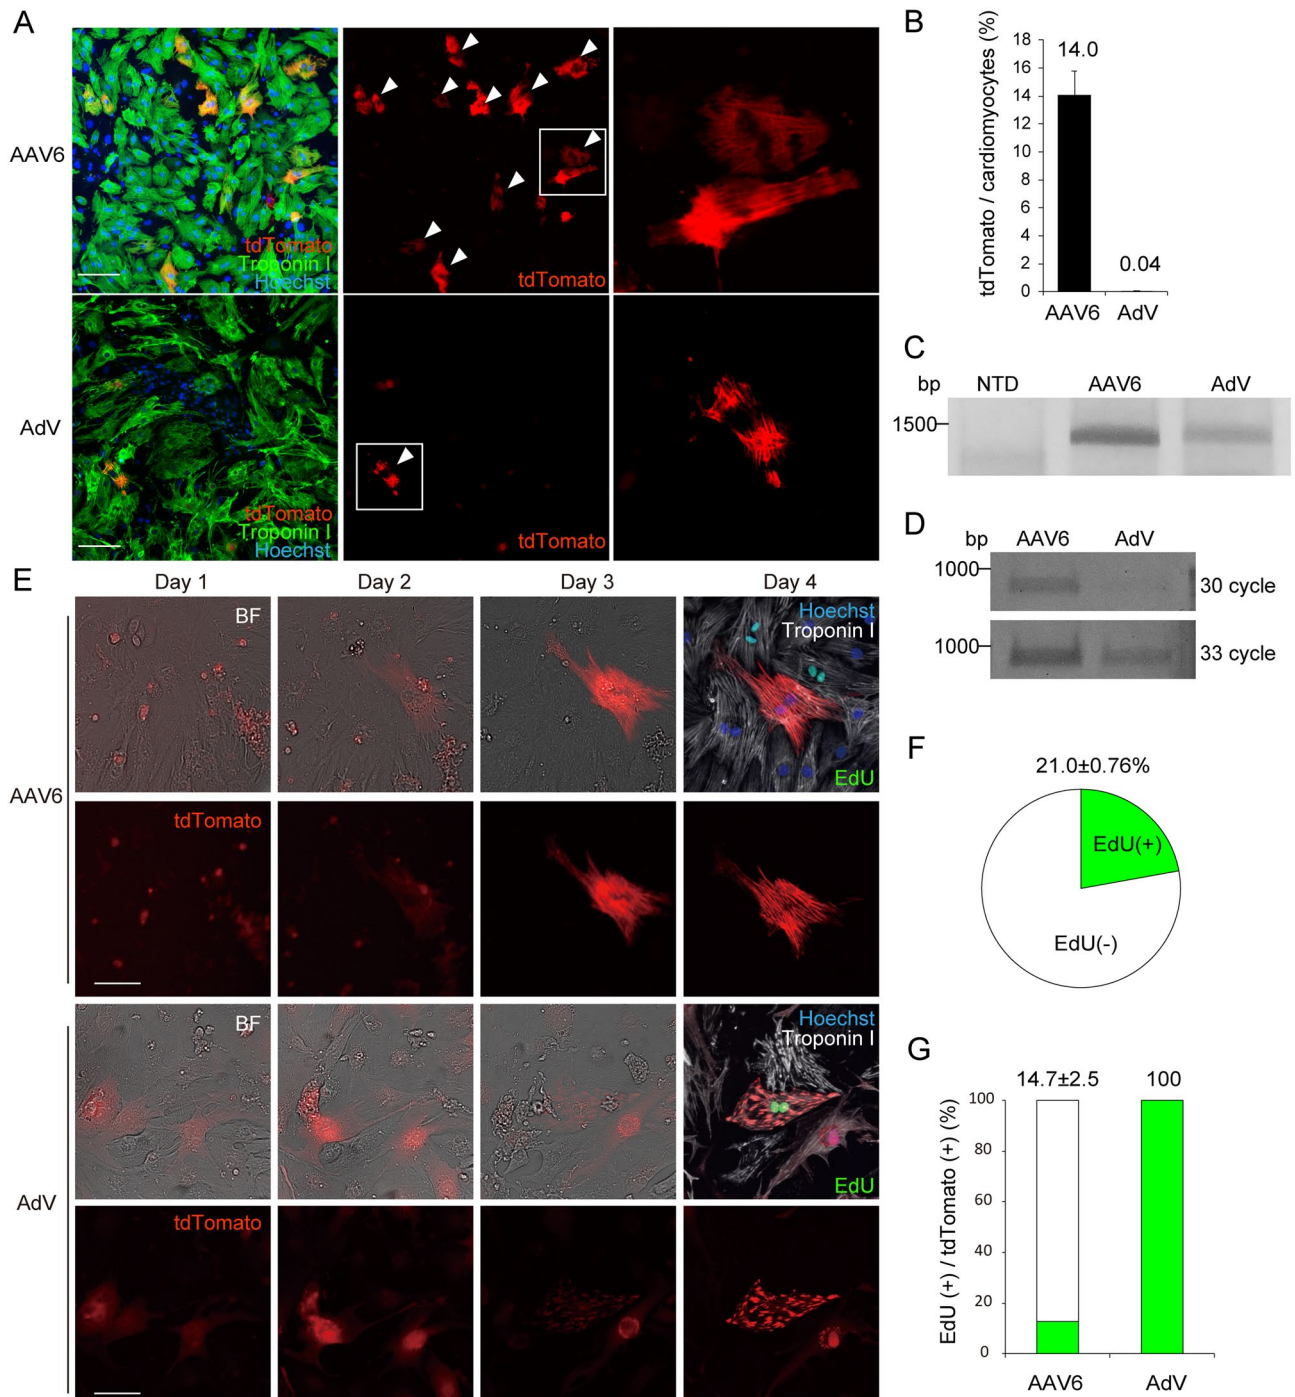 A
AAV6
tdTomato
Troponin I
Hoechst
tdTomato
AdV
tdTomato
Troponin I
Hoechst
tdTomato
B
tdTomato / cardiomyocytes (%)
18
16
14
12
10
8
6
4
2
0
14.0
0.04
AAV6 AdV
C
bp NTD AAV6 AdV
1500
D
bp AAV6 AdV
1000
30 cycle
1000
33 cycle
E
Day 1 Day 2 Day 3 Day 4
AAV6
BF
Hoechst
Troponin I
EdU
tdTomato
AdV
BF
Hoechst
Troponin I
EdU
tdTomato
F
21.0±0.76%
EdU(+)
EdU(-)
G
EdU (+) / tdTomato (+) (%)
14.7±2.5 100
100
80
60
40
20
0
AAV6 AdV